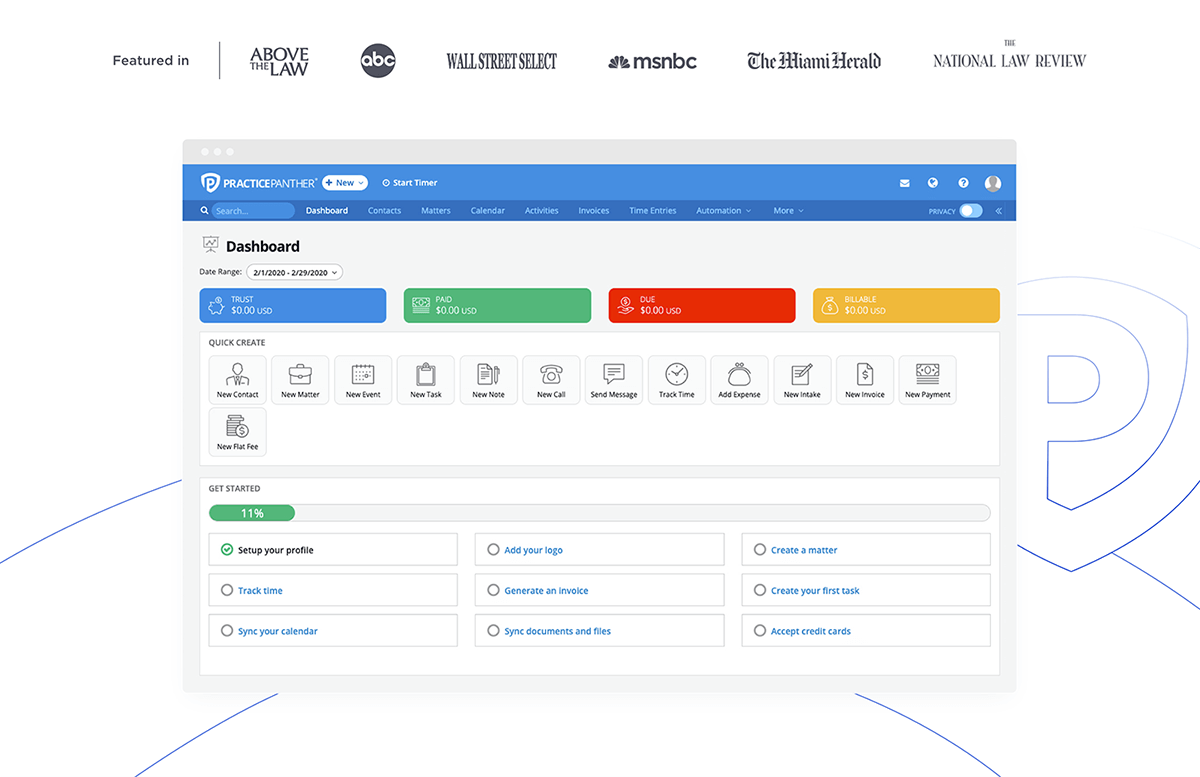 Featured in
ABOVE
THE LAW
abc
WALL STREET SELECT
msnbc
The Miami Herald
THE
NATIONAL LAW REVIEW
PRACTICEPANTHER
+ New
Start Timer
Search...
Dashboard
Contacts
Matters
Calendar
Activities
Invoices
Time Entries
Automation
More
PRIVACY
Dashboard
Date Range: 2/1/2020 - 2/29/2020
TRUST
$0.00 USD
PAID
$0.00 USD
DUE
$0.00 USD
BILLABLE
$0.00 USD
QUICK CREATE
New Contact
New Matter
New Event
New Task
New Note
New Call
Send Message
Track Time
Add Expense
New Intake
New Invoice
New Payment
New Flat Fee
GET STARTED
11%
Setup your profile
Add your logo
Create a matter
Track time
Generate an invoice
Create your first task
Sync your calendar
Sync documents and files
Accept credit cards